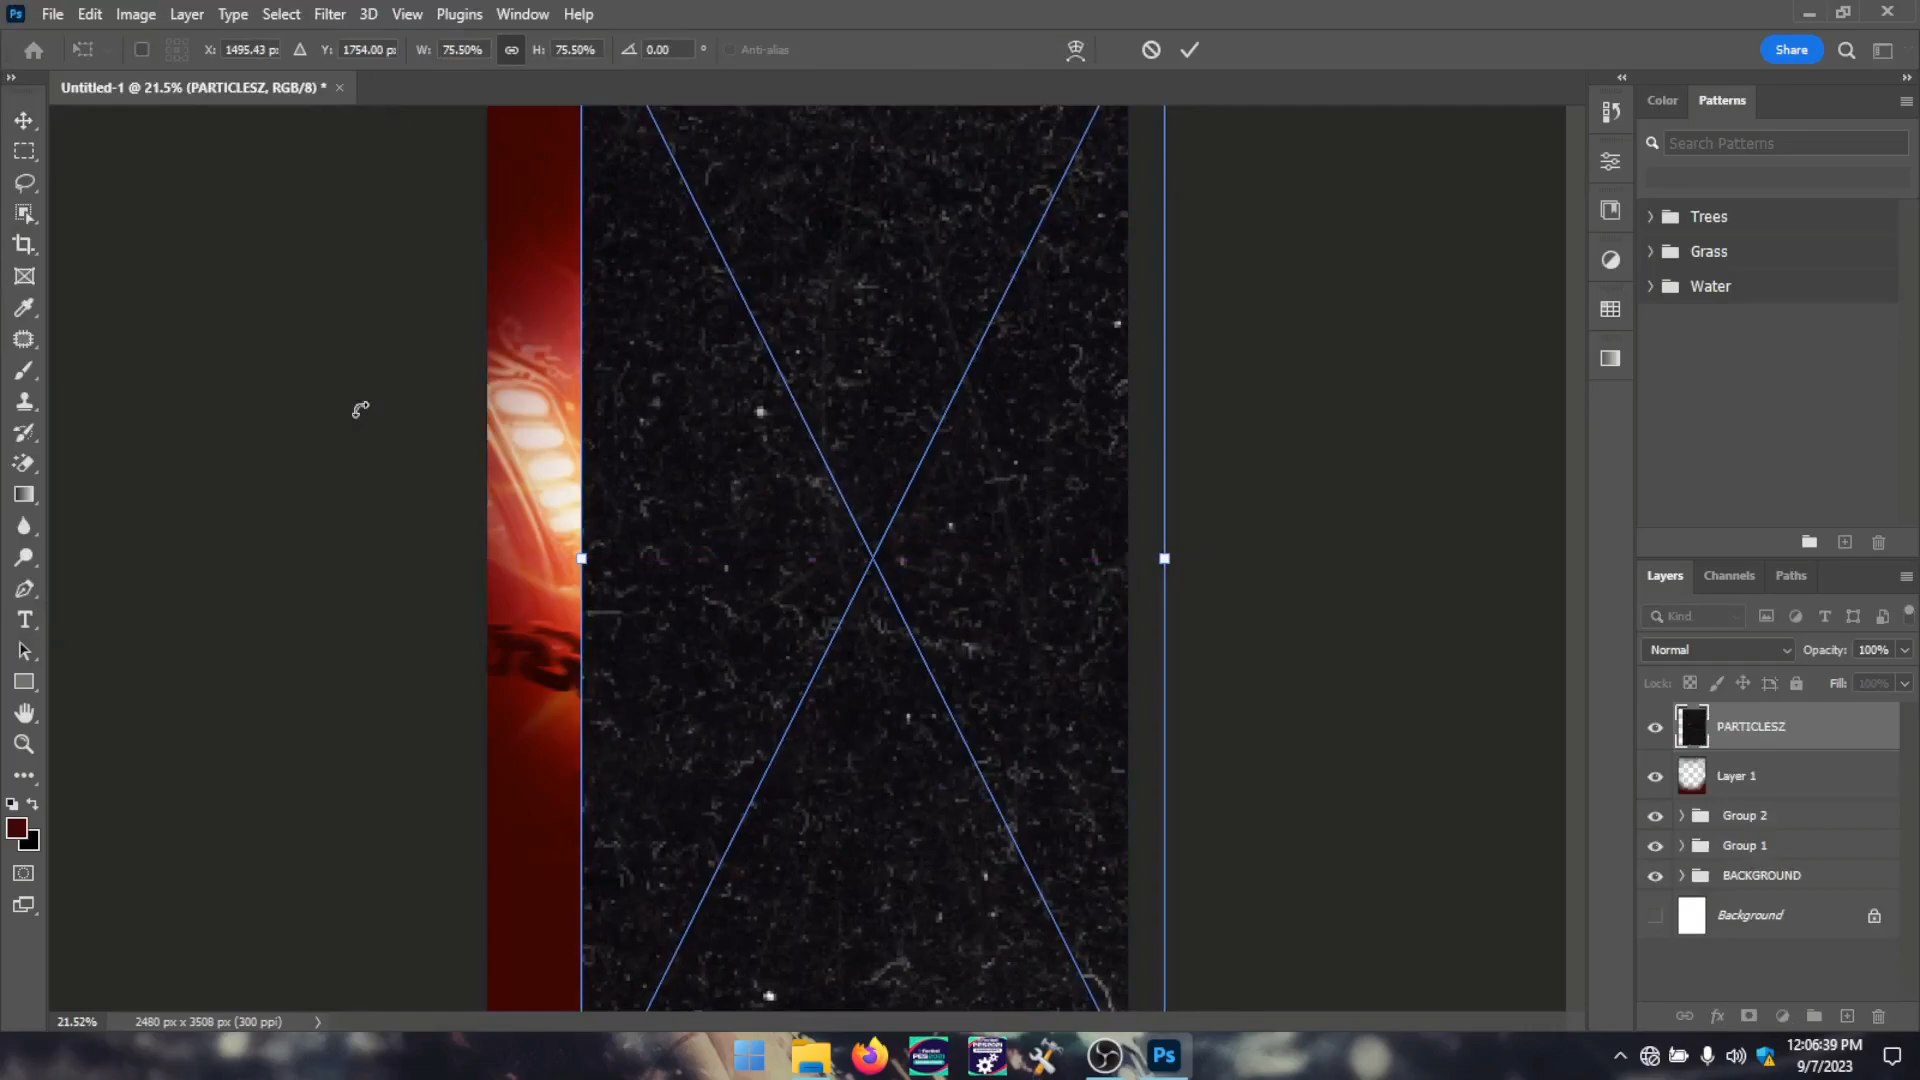 Ps File Edit Image Layer Type Select Filter 3D View Plugins Window Help
X: 1495.43 p: Y: 1754.00 p: W: 75.50% H: 75.50% 0.00 ° Anti-alias Share
Untitled-1 @ 21.5% (PARTICLESZ, RGB/8) *
Color Patterns
Search Patterns
Trees
Grass
Water
Layers Channels Paths
Kind
Normal Opacity: 100%
Lock: Fill: 100%
PARTICLESZ
Layer 1
Group 2
Group 1
BACKGROUND
Background
21.52% 2480 px x 3508 px (300 ppi)
Ps
12:06:39 PM
9/7/2023